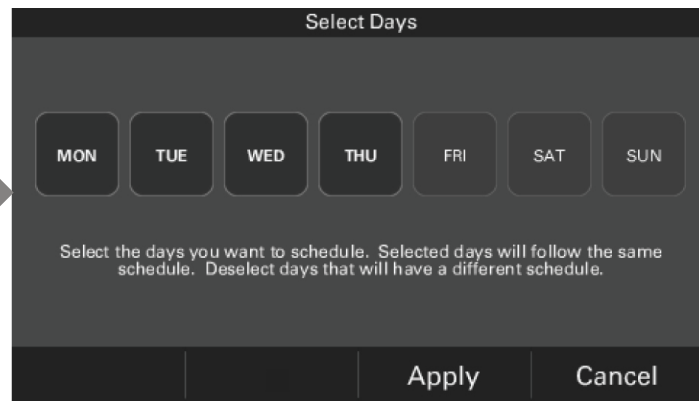 Select Days
MON TUE WED THU FRI SAT SUN
Select the days you want to schedule.  Selected days will follow the same
schedule.  Deselect days that will have a different schedule.
Apply Cancel